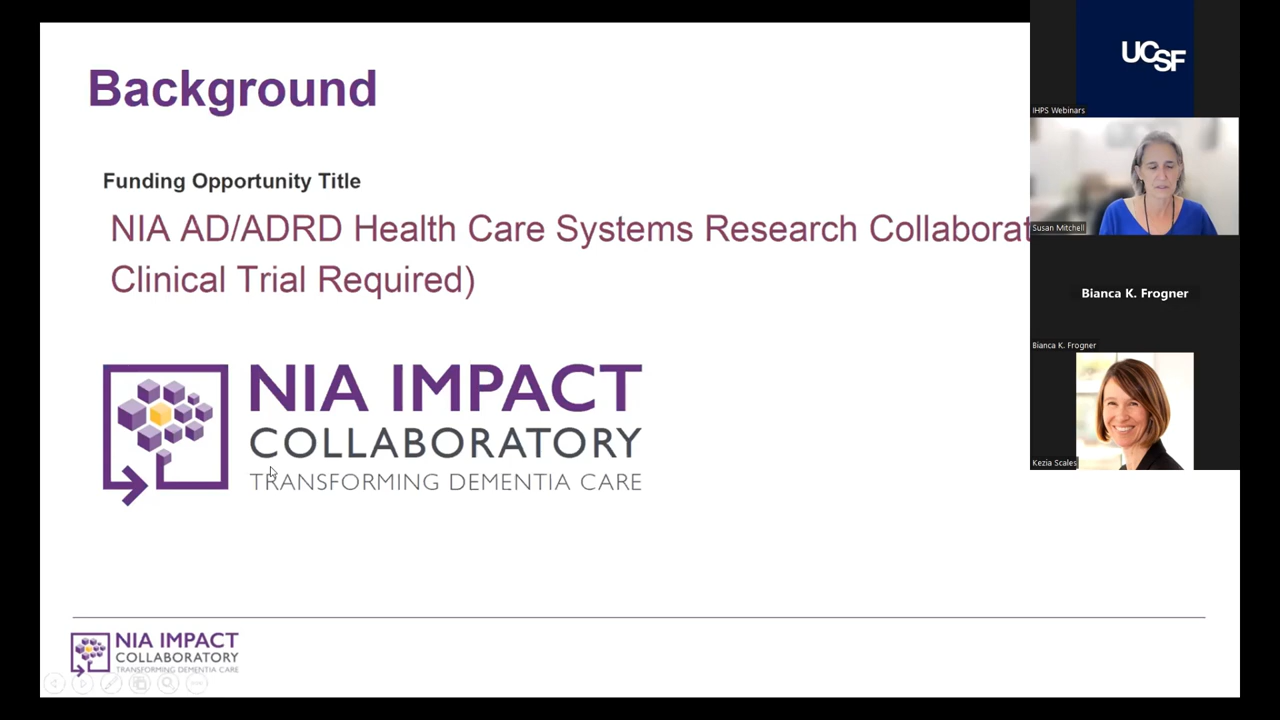 Background
Funding Opportunity Title
NIA AD/ADRD Health Care Systems Research Collaborat
Clinical Trial Required)
NIA IMPACT
COLLABORATORY
TRANSFORMING DEMENTIA CARE
NIA IMPACT
COLLABORATORY
TRANSFORMING DEMENTIA CARE
UCSF
IHPS Webinars
Susan Mitchell
Bianca K. Frogner
Bianca K. Frogner
Kezia Scales